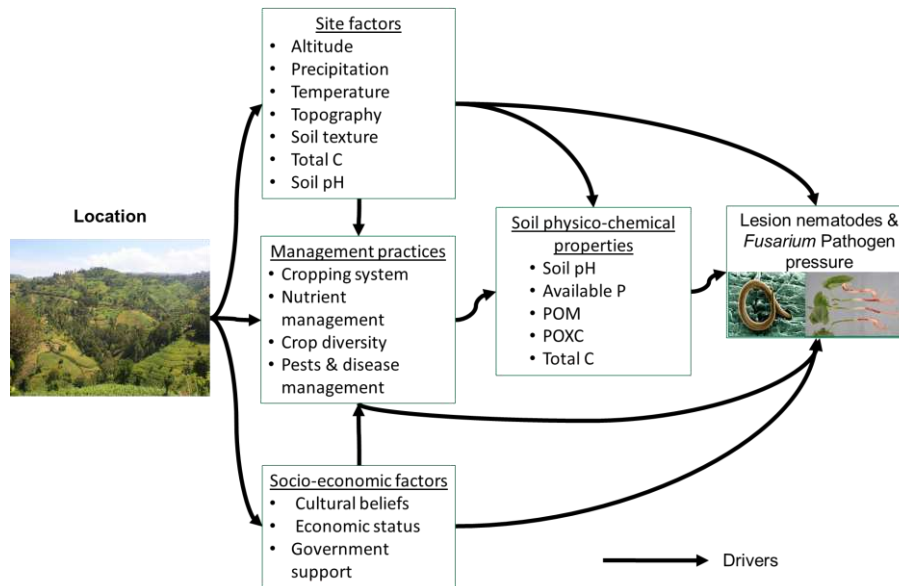 Location
Site factors
• Altitude
• Precipitation
• Temperature
• Topography
• Soil texture
• Total C
• Soil pH
Management practices
• Cropping system
• Nutrient
management
• Crop diversity
• Pests & disease
management
Socio-economic factors
• Cultural beliefs
• Economic status
• Government
support
Soil physico-chemical
properties
• Soil pH
• Available P
• POM
• POXC
• Total C
Lesion nematodes &
Fusarium Pathogen
pressure
Drivers